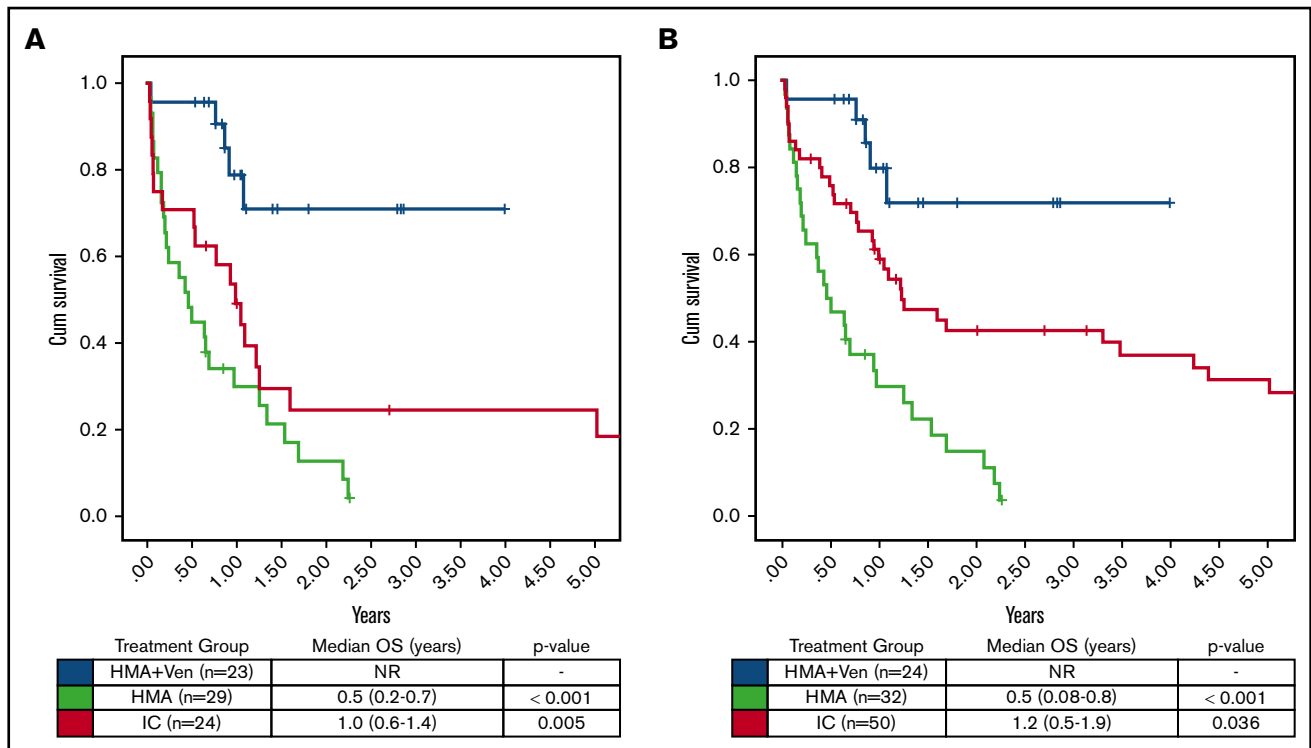 A
B
1.0
0.8
0.6
0.4
0.2
0.0
Cum survival
.00 .50 1.00 1.50 2.00 2.50 3.00 3.50 4.00 4.50 5.00
Years
Treatment Group Median OS (years) p-value
HMA+Ven (n=23) NR -
HMA (n=29) 0.5 (0.2-0.7) < 0.001
IC (n=24) 1.0 (0.6-1.4) 0.005
1.0
0.8
0.6
0.4
0.2
0.0
Cum survival
.00 .50 1.00 1.50 2.00 2.50 3.00 3.50 4.00 4.50 5.00
Years
Treatment Group Median OS (years) p-value
HMA+Ven (n=24) NR -
HMA (n=32) 0.5 (0.08-0.8) < 0.001
IC (n=50) 1.2 (0.5-1.9) 0.036